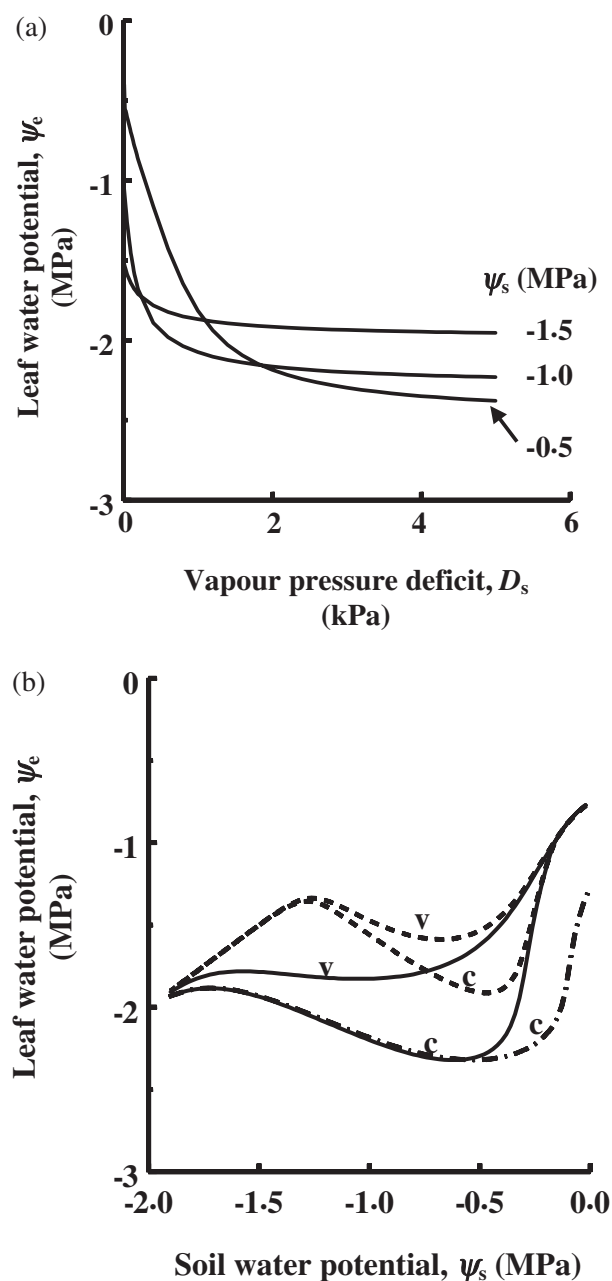 (a)
0
-1
-2
-3
Leaf water potential, ψe
(MPa)
ψs (MPa)
-1.5
-1.0
-0.5
0 2 4 6
Vapour pressure deficit, Ds
(kPa)
(b)
0
-1
-2
-3
Leaf water potential, ψe
(MPa)
v
v
c
c
c
-2.0 -1.5 -1.0 -0.5 0.0
Soil water potential, ψs (MPa)